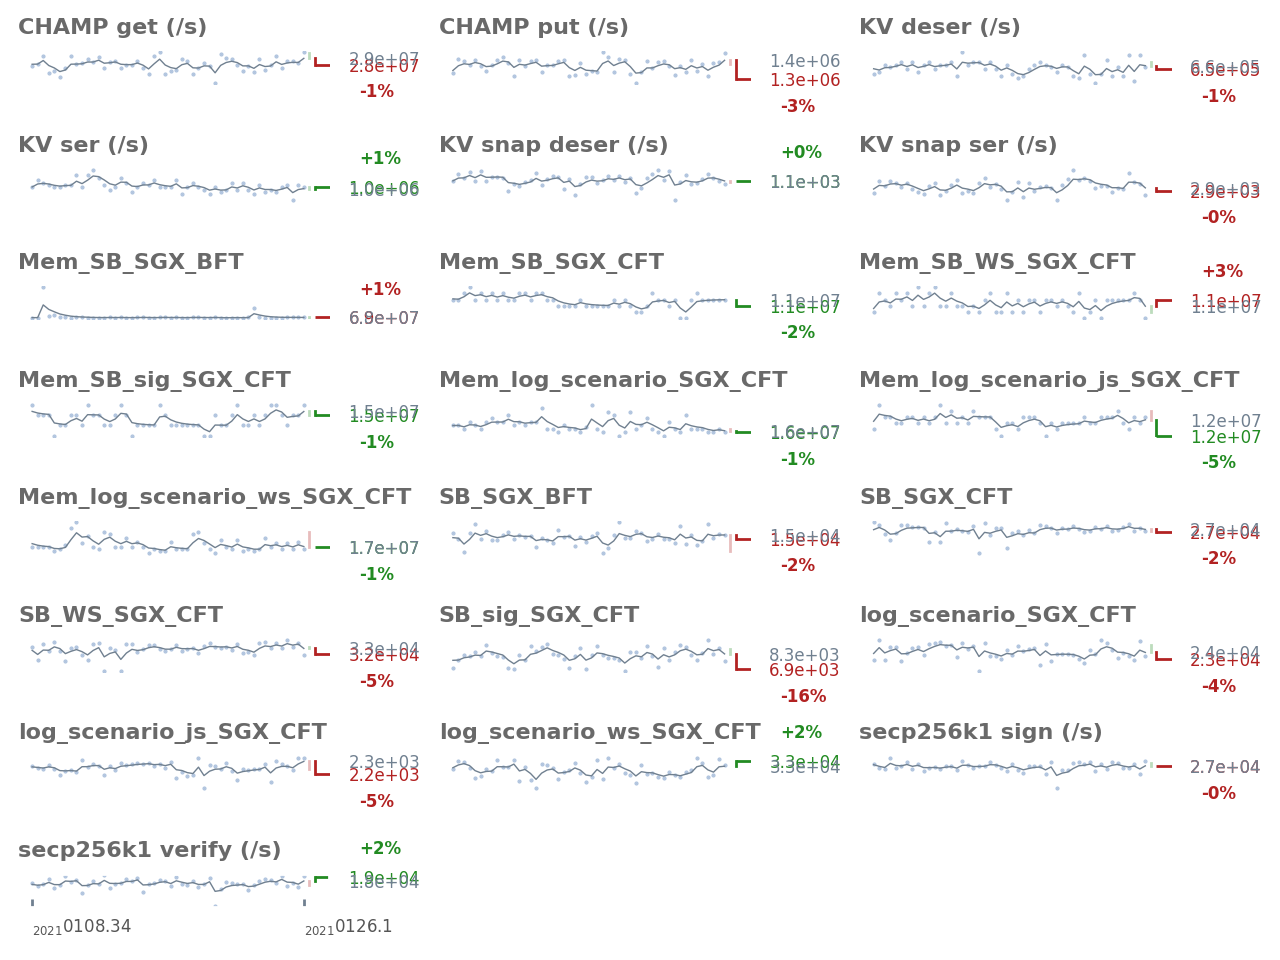 CHAMP get (/s)
2.9e+07
2.8e+07
-1%
CHAMP put (/s)
1.4e+06
1.3e+06
-3%
KV deser (/s)
6.6e+05
6.5e+05
-1%
KV ser (/s)
+1%
1.0e+06
1.0e+06
KV snap deser (/s)
+0%
1.1e+03
KV snap ser (/s)
2.9e+03
2.9e+03
-0%
Mem_SB_SGX_BFT
+1%
6.9e+07
Mem_SB_SGX_CFT
1.1e+07
1.1e+07
-2%
Mem_SB_WS_SGX_CFT
+3%
1.1e+07
1.1e+07
Mem_SB_sig_SGX_CFT
1.5e+07
1.5e+07
-1%
Mem_log_scenario_SGX_CFT
1.6e+07
1.6e+07
-1%
Mem_log_scenario_js_SGX_CFT
1.2e+07
1.2e+07
-5%
Mem_log_scenario_ws_SGX_CFT
1.7e+07
-1%
SB_SGX_BFT
1.5e+04
1.5e+04
-2%
SB_SGX_CFT
2.7e+04
2.7e+04
-2%
SB_WS_SGX_CFT
3.3e+04
3.2e+04
-5%
SB_sig_SGX_CFT
8.3e+03
6.9e+03
-16%
log_scenario_SGX_CFT
2.4e+04
2.3e+04
-4%
log_scenario_js_SGX_CFT
2.3e+03
2.2e+03
-5%
log_scenario_ws_SGX_CFT
+2%
3.3e+04
3.3e+04
secp256k1 sign (/s)
2.7e+04
-0%
secp256k1 verify (/s)
+2%
1.9e+04
1.8e+04
20210108.34
20210126.1